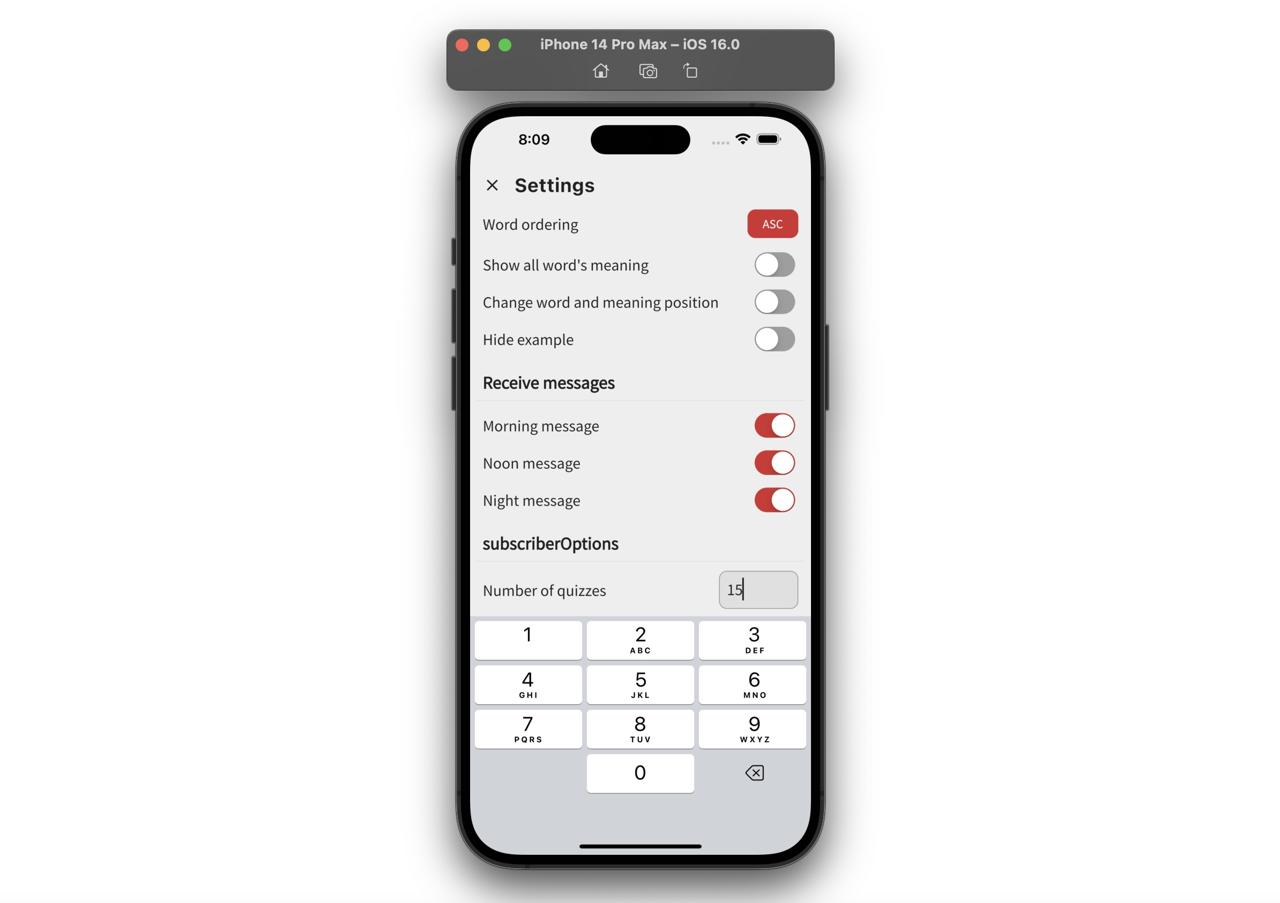 iPhone 14 Pro Max – iOS 16.0
8:09
Settings
Word ordering ASC
Show all word's meaning
Change word and meaning position
Hide example
Receive messages
Morning message
Noon message
Night message
subscriberOptions
Number of quizzes 15
1 2 3
ABC DEF
4 5 6
GHI JKL MNO
7 8 9
PQRS TUV WXYZ
0